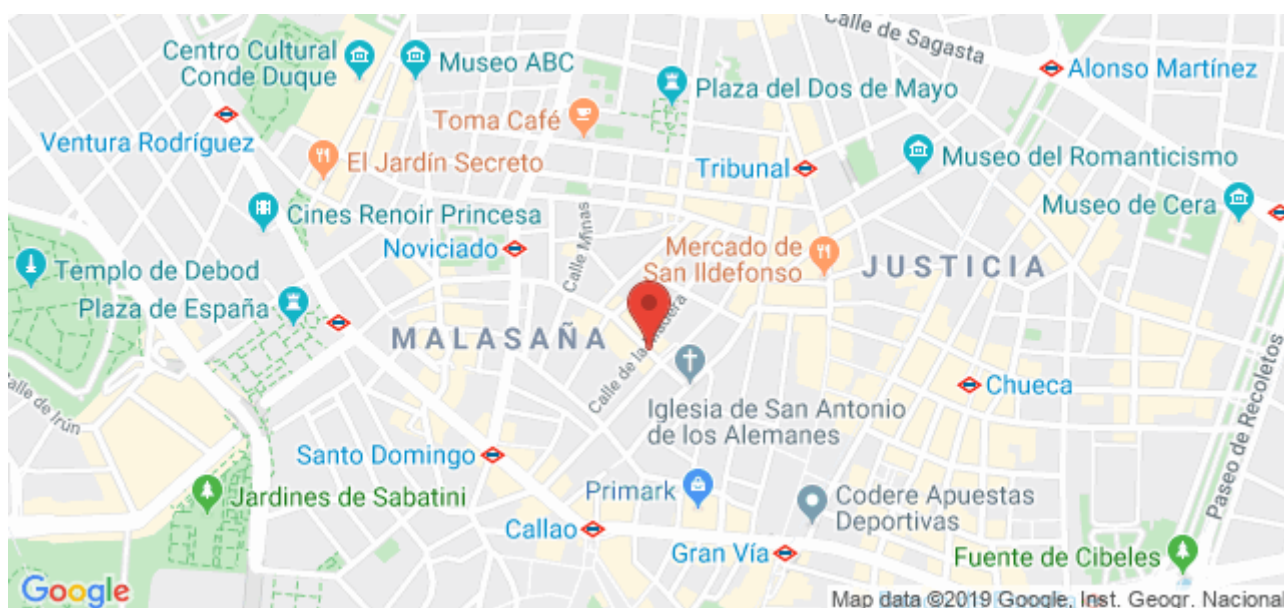 Calle de Sagasta
Centro Cultural
Conde Duque
Museo ABC
Alonso Martínez
Plaza del Dos de Mayo
Toma Café
Ventura Rodríguez
El Jardín Secreto
Tribunal
Museo del Romanticismo
Museo de Cera
Cines Renoir Princesa
Calle Minas
Noviciado
Mercado de
San Ildefonso
JUSTICIA
Templo de Debod
Plaza de España
MALASAÑA
Calle de la
Chueca
Calle de Irún
Iglesia de San Antonio
de los Alemanes
Paseo de Recoletos
Santo Domingo
Jardines de Sabatini
Primark
Codere Apuestas
Deportivas
Callao
Gran Vía
Fuente de Cibeles
Google
Map data ©2019 Google, Inst. Geogr. Naciona